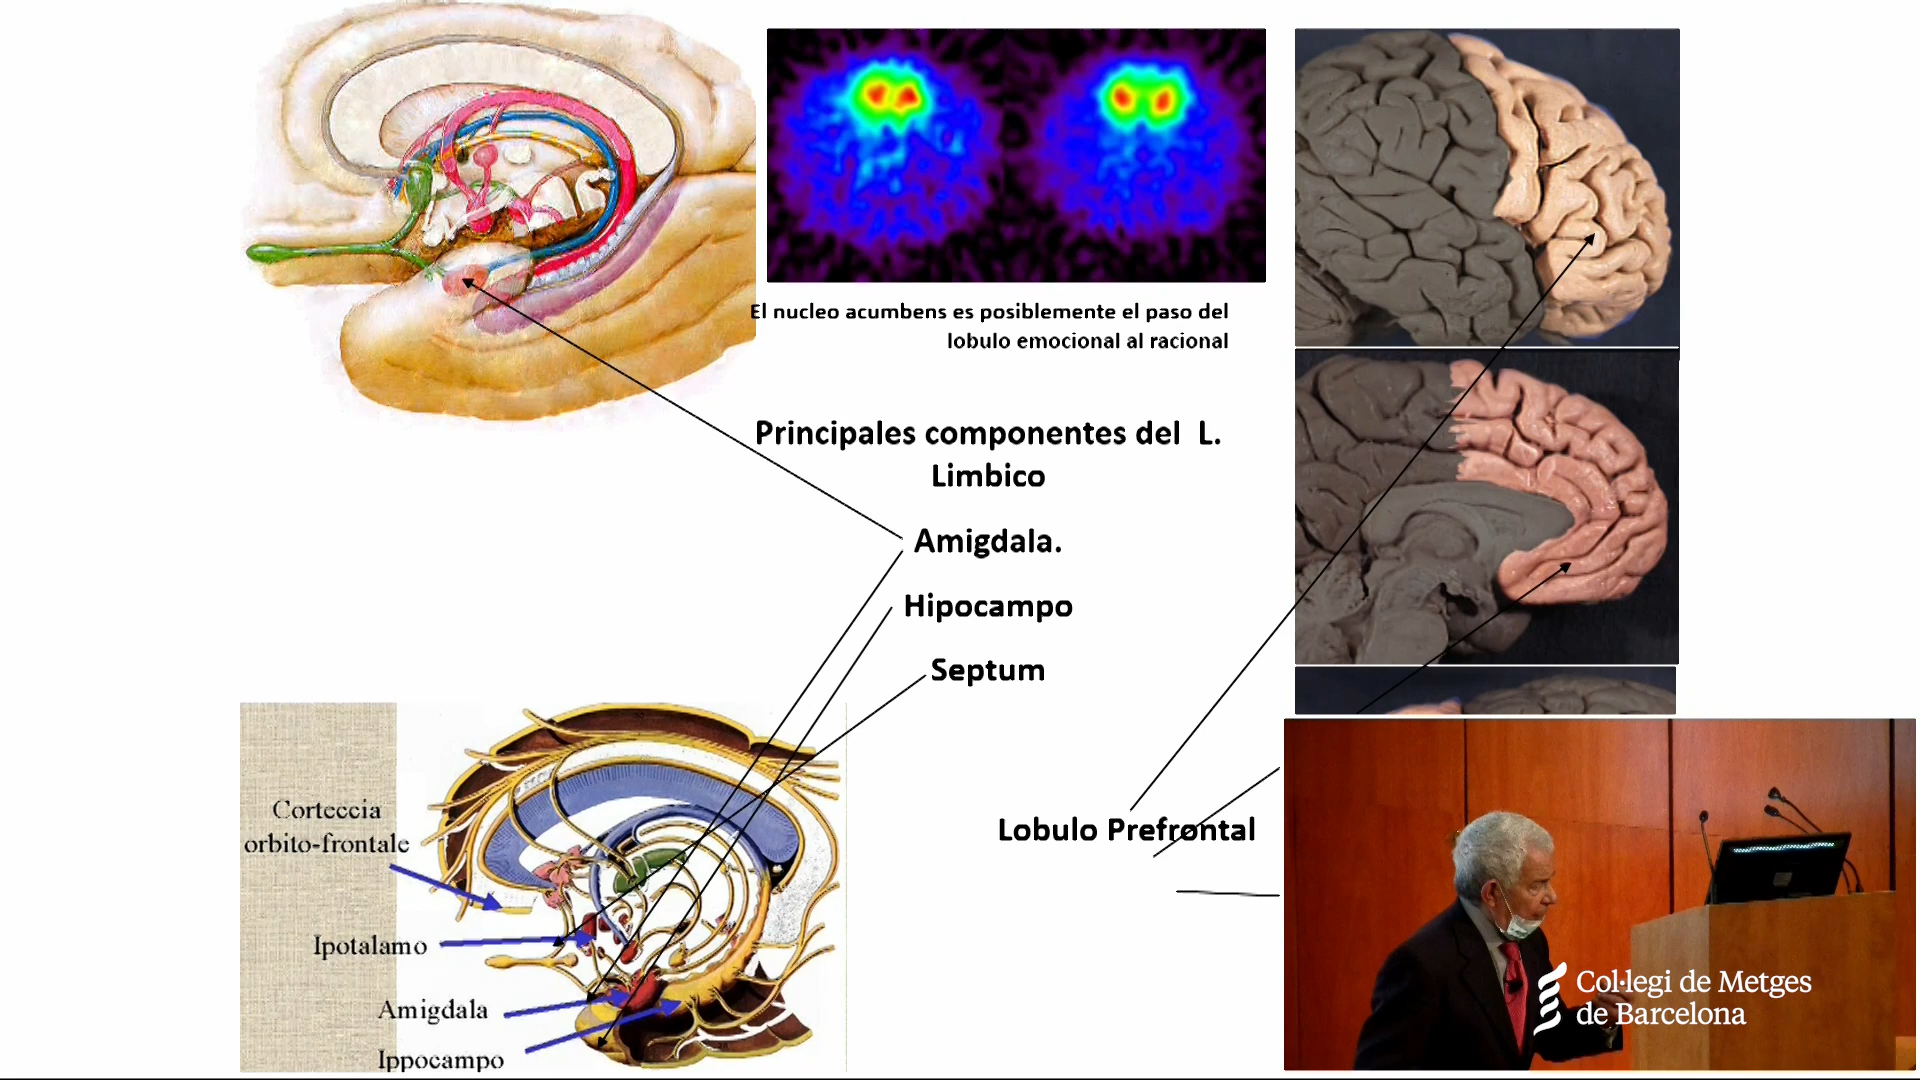 El nucleo acumbens es posiblemente el paso del
lobulo emocional al racional
Principales componentes del L.
Limbico
Amigdala.
Hipocampo
Septum
Lobulo Prefrontal
Corteccia
orbito-frontale
Ipotalamo
Amigdala
Ippocampo
Col·legi de Metges
de Barcelona